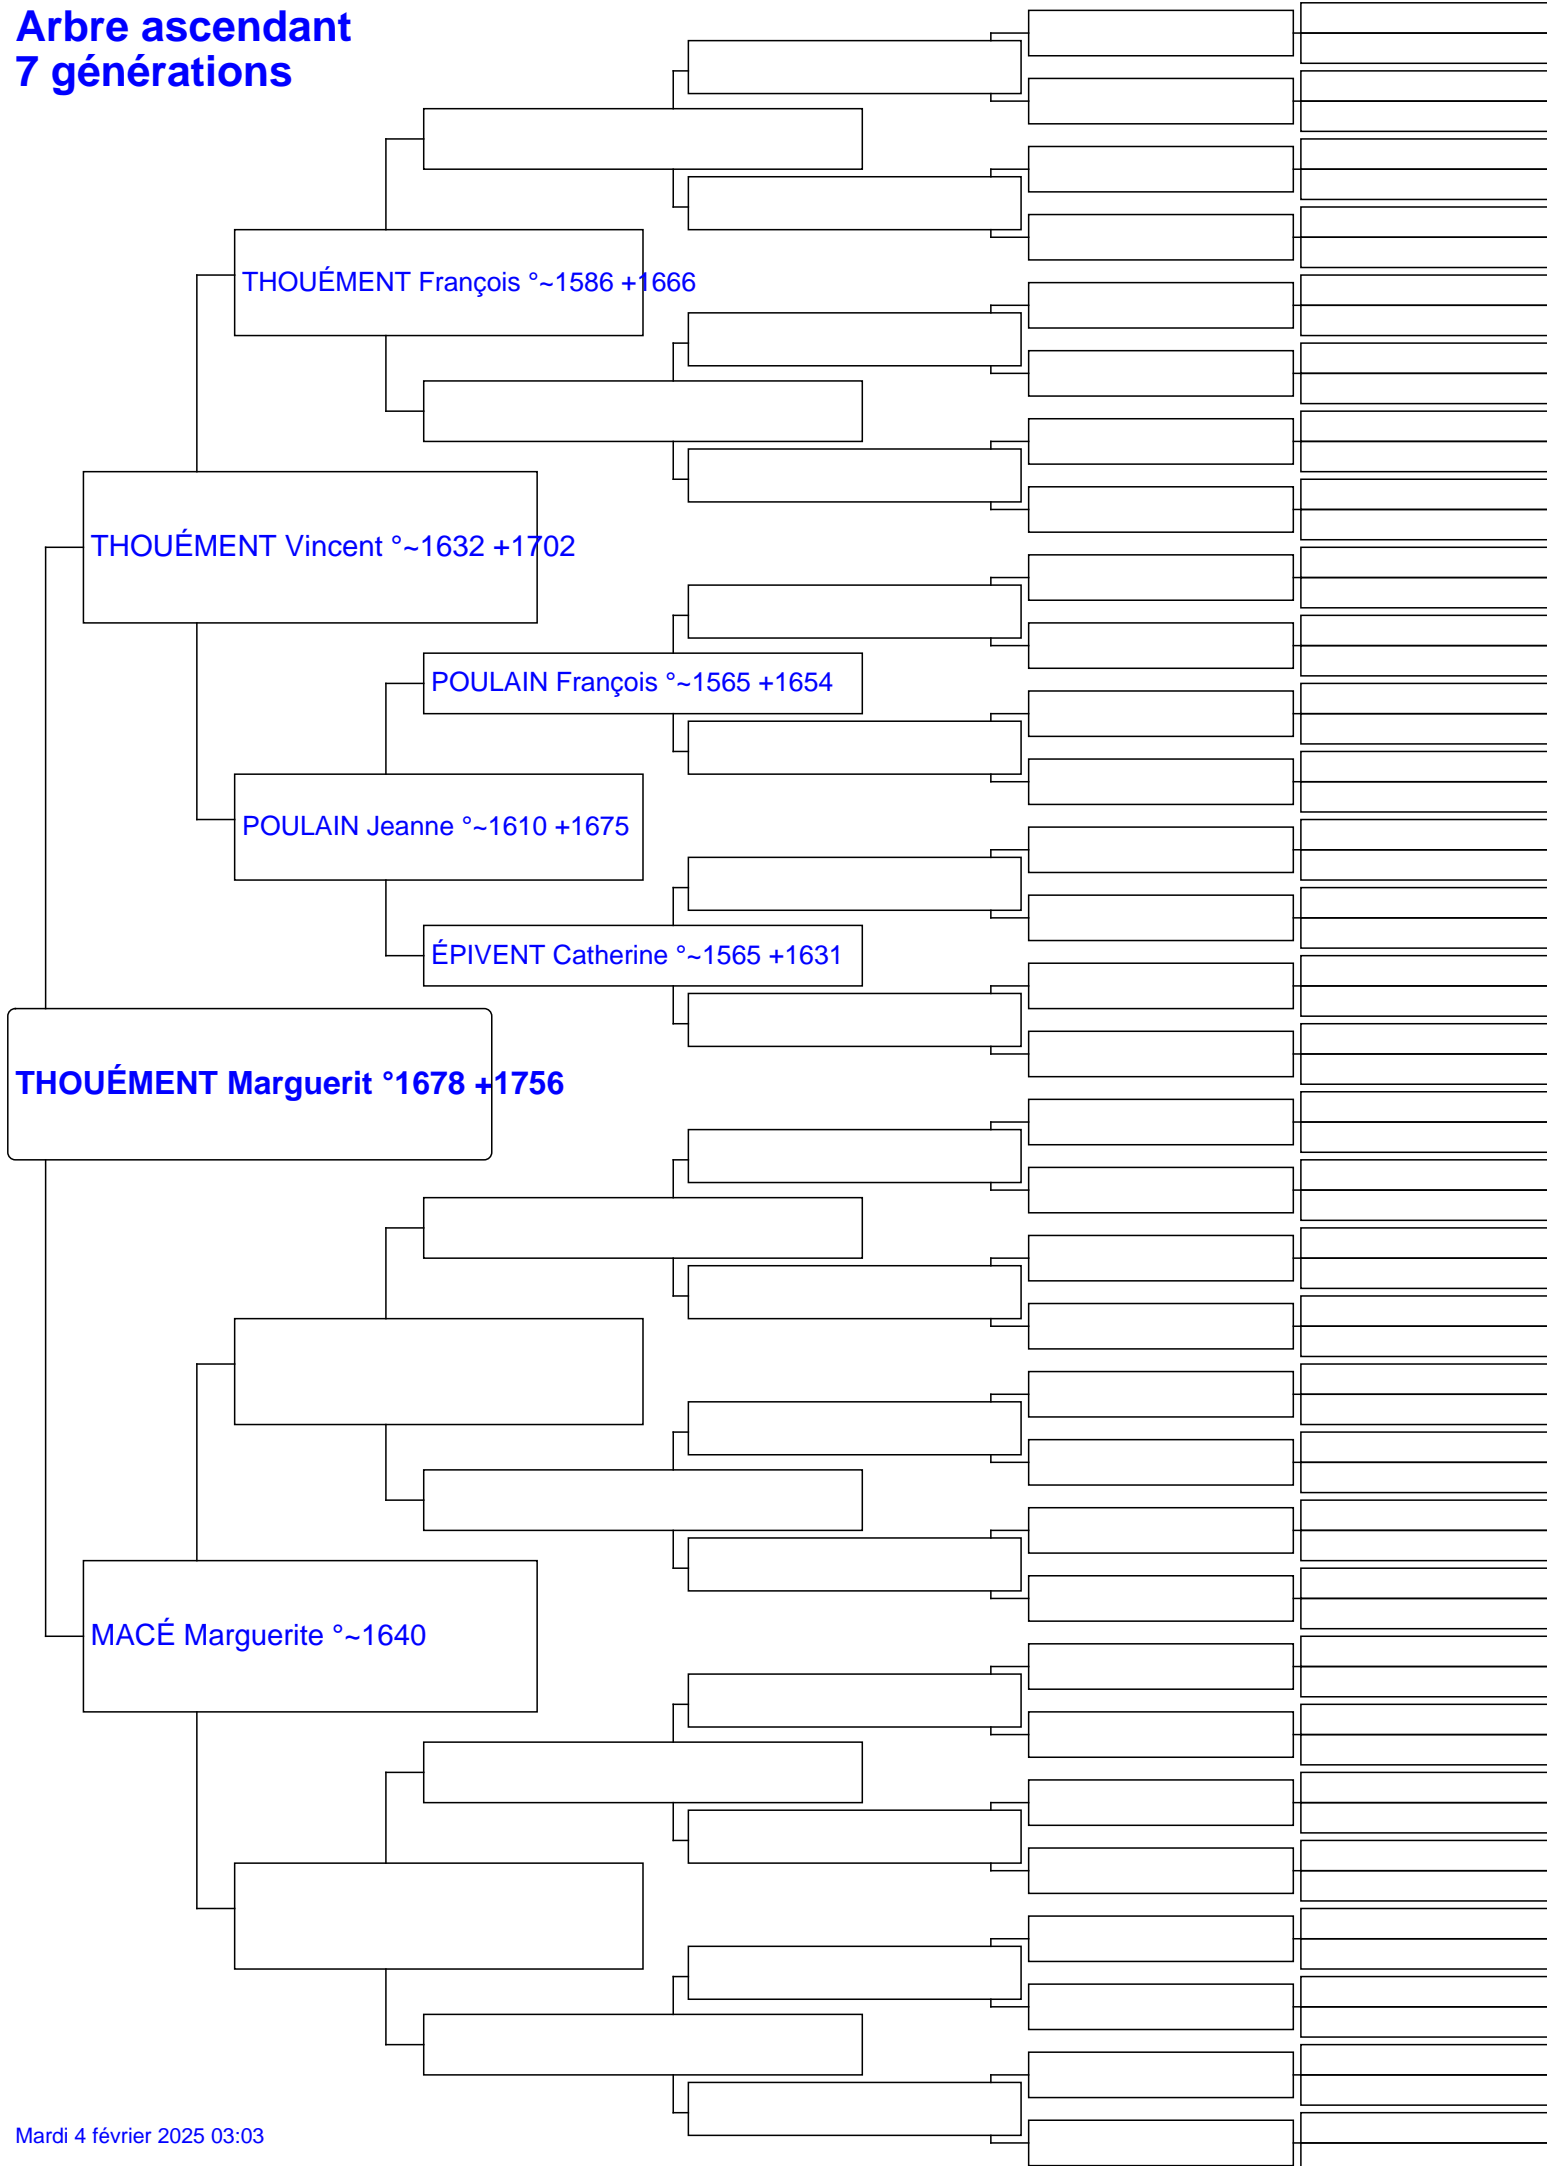 Arbre ascendant
7 générations
THOUÉMENT François °~1586 +1666
THOUÉMENT Vincent °~1632 +1702
POULAIN François °~1565 +1654
POULAIN Jeanne °~1610 +1675
ÉPIVENT Catherine °~1565 +1631
THOUÉMENT Marguerit °1678 +1756
MACÉ Marguerite °~1640
Mardi 4 février 2025 03:03